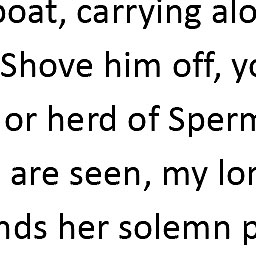 boat, carrying alo
Shove him off, yo
or herd of Sperm
are seen, my lor
nds her solemn p